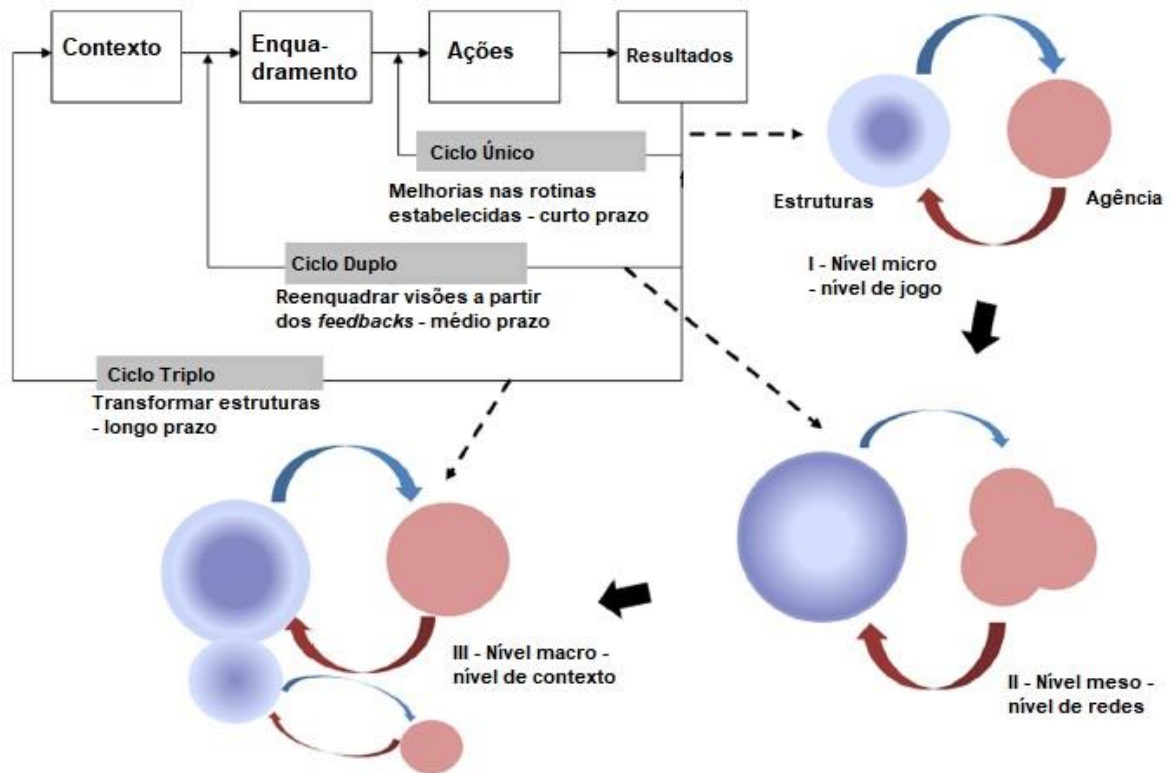 Contexto
Enqua-
dramento
Ações
Resultados
Ciclo Único
Melhorias nas rotinas
estabelecidas - curto prazo
Estruturas
Agência
I - Nível micro
- nível de jogo
Ciclo Duplo
Reenquadrar visões a partir
dos feedbacks - médio prazo
Ciclo Triplo
Transformar estruturas
- longo prazo
III - Nível macro -
nível de contexto
II - Nível meso -
nível de redes